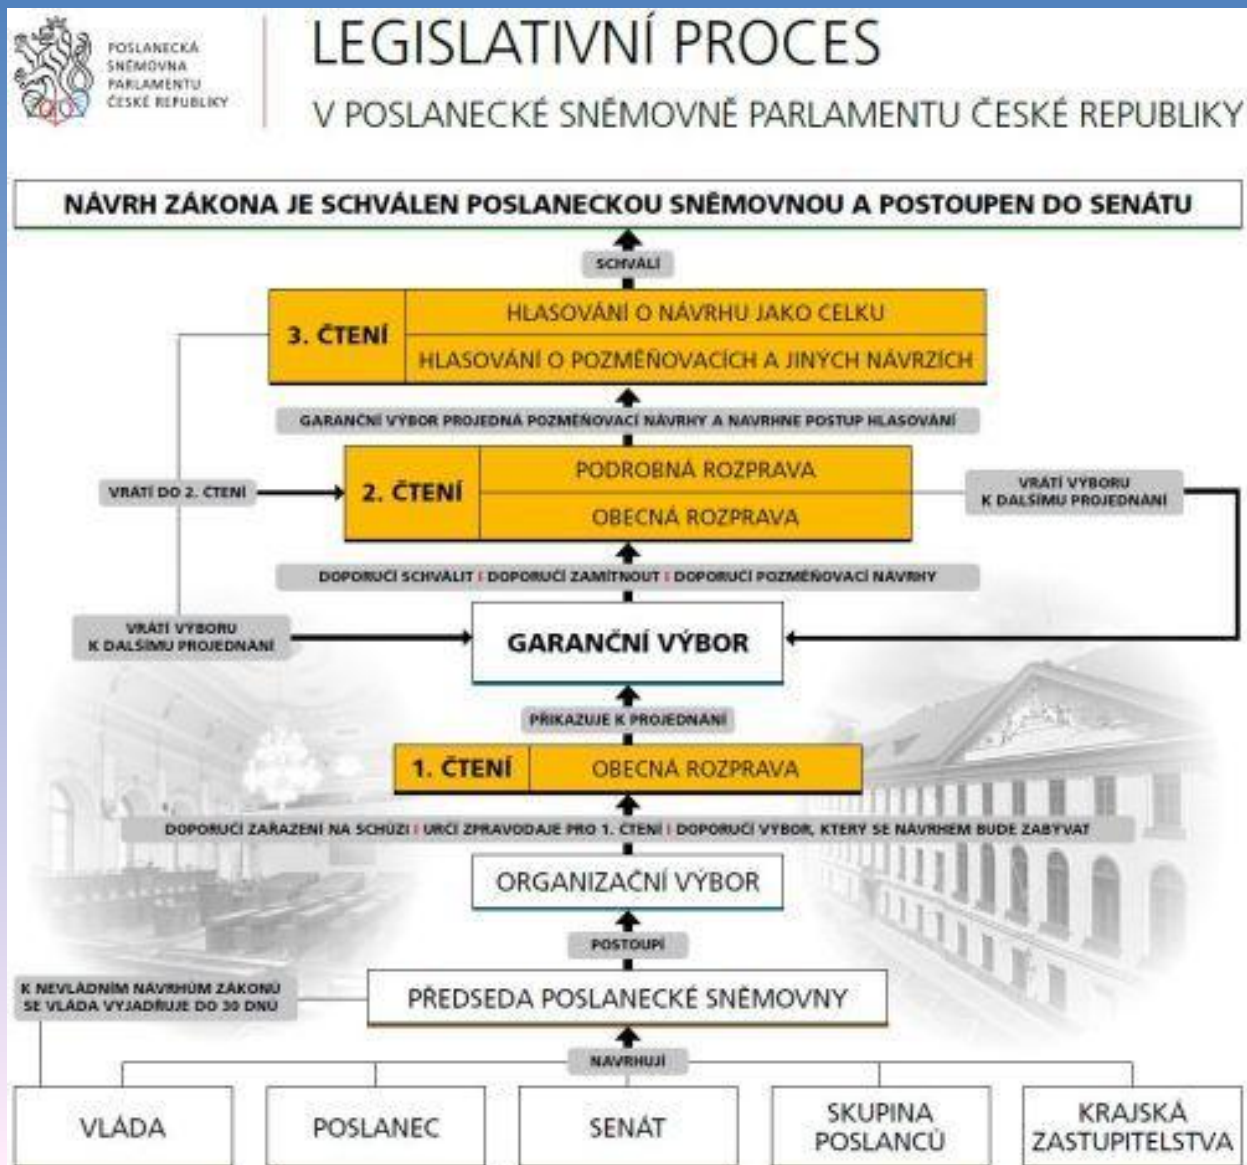 POSLANECKÁ
SNĚMOVNA
PARLAMENTU
ČESKÉ REPUBLIKY
LEGISLATIVNÍ PROCES
V POSLANECKÉ SNĚMOVNĚ PARLAMENTU ČESKÉ REPUBLIKY
NÁVRH ZÁKONA JE SCHVÁLEN POSLANECKOU SNĚMOVNOU A POSTOUPEN DO SENÁTU
SCHVÁLÍ
3. ČTENÍ
HLASOVÁNÍ O NÁVRHU JAKO CELKU
HLASOVÁNÍ O POZMĚŇOVACÍCH A JINÝCH NÁVRZÍCH
GARANČNÍ VÝBOR PROJEDNÁ POZMĚŇOVACÍ NÁVRHY A NAVRHNE POSTUP HLASOVÁNÍ
VRÁTÍ DO 2. ČTENÍ
2. ČTENÍ
PODROBNÁ ROZPRAVA
OBECNÁ ROZPRAVA
VRÁTÍ VÝBORU
K DALŠÍMU PROJEDNÁNÍ
DOPORUČÍ SCHVÁLIT I DOPORUČÍ ZAMÍTNOUT I DOPORUČÍ POZMĚŇOVACÍ NÁVRHY
VRÁTÍ VÝBORU
K DALŠÍMU PROJEDNÁNÍ
GARANČNÍ VÝBOR
PŘIKAZUJE K PROJEDNÁNÍ
1. ČTENÍ
OBECNÁ ROZPRAVA
DOPORUČÍ ZAŘAZENÍ NA SCHŮZI I URČÍ ZPRAVODAJE PRO 1. ČTENÍ I DOPORUČÍ VÝBOR, KTERÝ SE NÁVRHEM BUDE ZABÝVAT
ORGANIZAČNÍ VÝBOR
POSTOUPÍ
K NEVLÁDNÍM NÁVRHŮM ZÁKONŮ
SE VLÁDA VYJADŘUJE DO 30 DNŮ
PŘEDSEDA POSLANECKÉ SNĚMOVNY
NAVRHUJÍ
VLÁDA
POSLANEC
SENÁT
SKUPINA
POSLANCŮ
KRAJSKÁ
ZASTUPITELSTVA